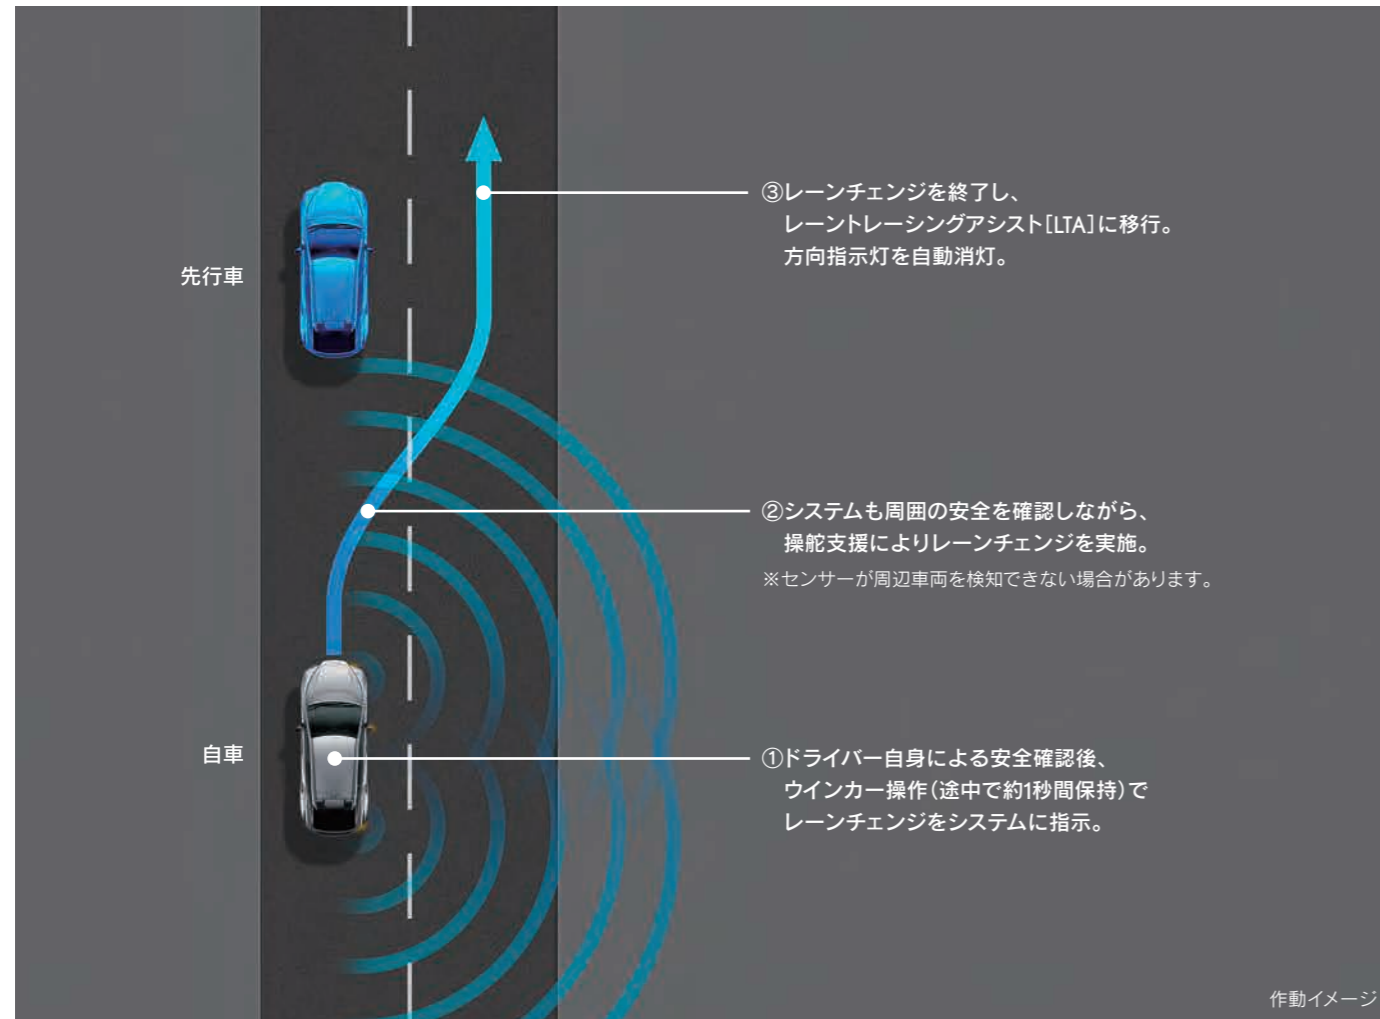 ③レーンチェンジを終了し、
レーントレーシングアシスト[LTA]に移行。
方向指示灯を自動消灯。
先行車
②システムも周囲の安全を確認しながら、
操舵支援によりレーンチェンジを実施。
※センサーが周辺車両を検知できない場合があります。
自車
①ドライバー自身による安全確認後、
ウインカー操作(途中で約1秒間保持)で
レーンチェンジをシステムに指示。
作動イメージ